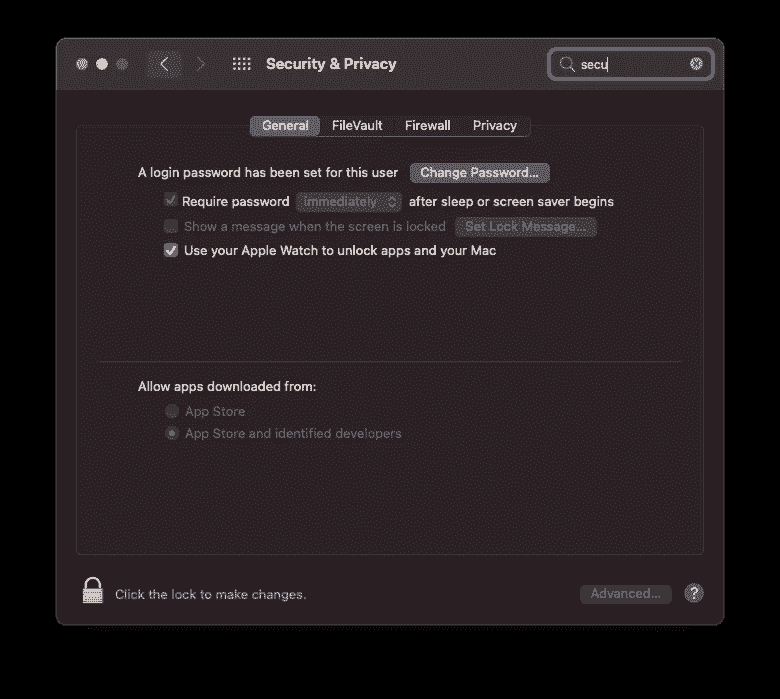 Security & Privacy
secu
General FileVault Firewall Privacy
A login password has been set for this user Change Password...
Require password immediately after sleep or screen saver begins
Show a message when the screen is locked Set Lock Message...
Use your Apple Watch to unlock apps and your Mac
Allow apps downloaded from:
App Store
App Store and identified developers
Click the lock to make changes.
Advanced...
?